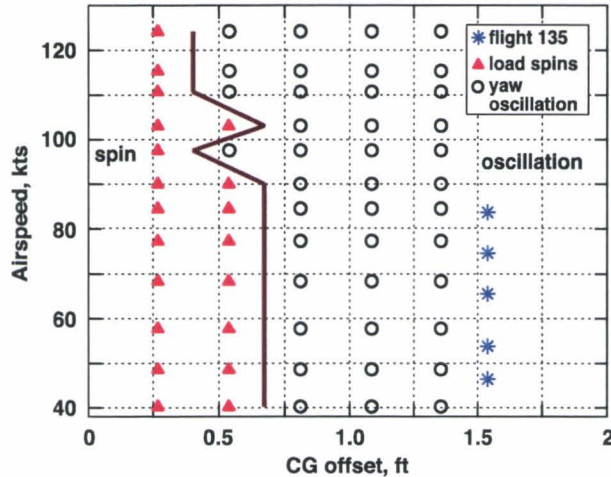 120
100
80
60
40
Airspeed, kts
flight 135
load spins
yaw
oscillation
spin
oscillation
0
0.5
1.0
1.5
2
CG offset, ft